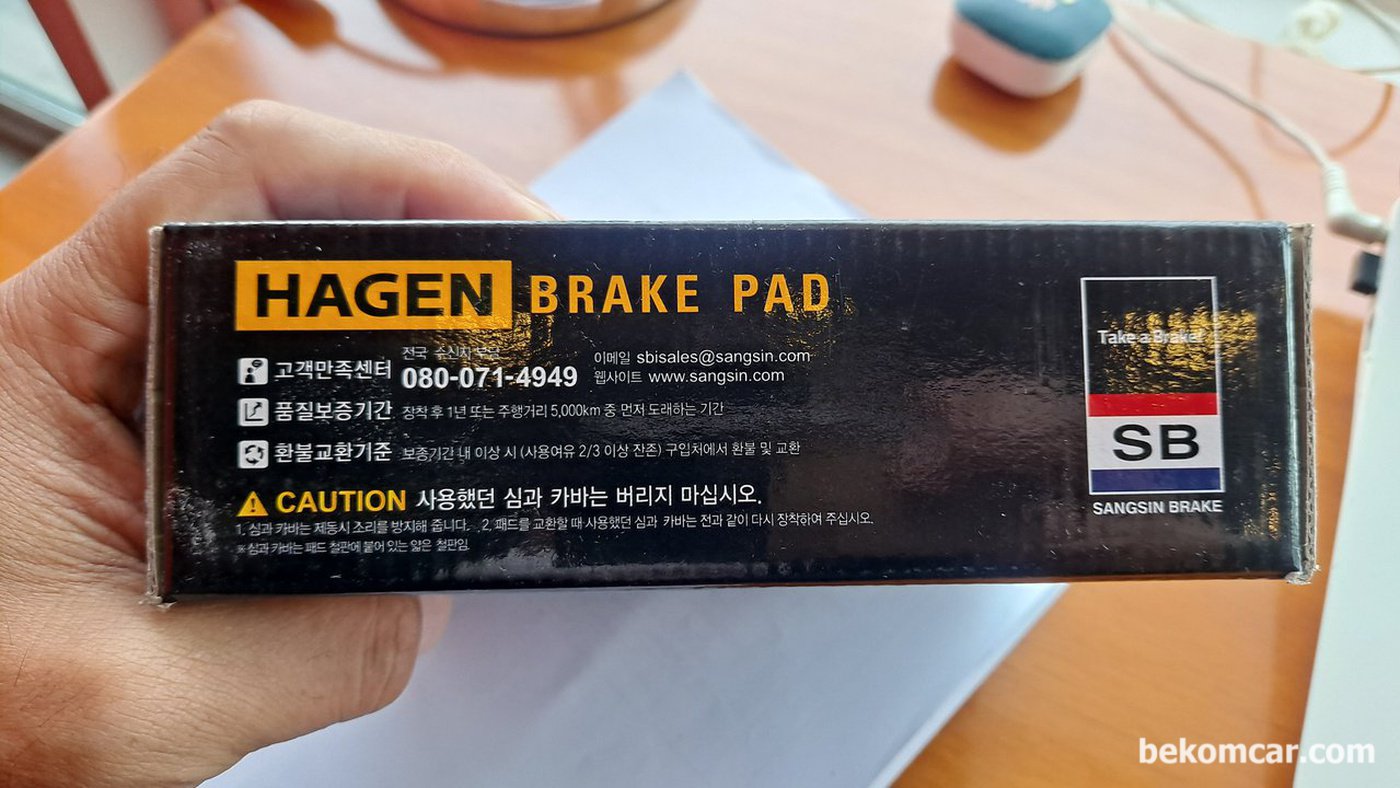 HAGEN BRAKE PAD
고객만족센터 전국 수신자 부담 080-071-4949
이메일 sbisales@sangsin.com
웹사이트 www.sangsin.com
품질보증기간 장착 후 1년 또는 주행거리 5,000km 중 먼저 도래하는 기간
환불교환기준 보증기간 내 이상 시 (사용여유 2/3 이상 잔존) 구입처에서 환불 및 교환
CAUTION 사용했던 심과 카바는 버리지 마십시오.
1. 심과 카바는 제동시 소리를 방지해 줍니다. 2. 패드를 교환할 때 사용했던 심과 카바는 전과 같이 다시 장착하여 주십시오.
※ 심과 카바는 패드 철판에 붙어 있는 얇은 철판임.
Take a Brake!
SB
SANGSIN BRAKE
bekomcar.com